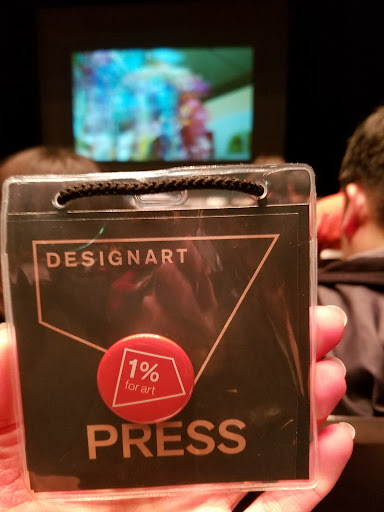 DESIGNART
1%
for art
PRESS